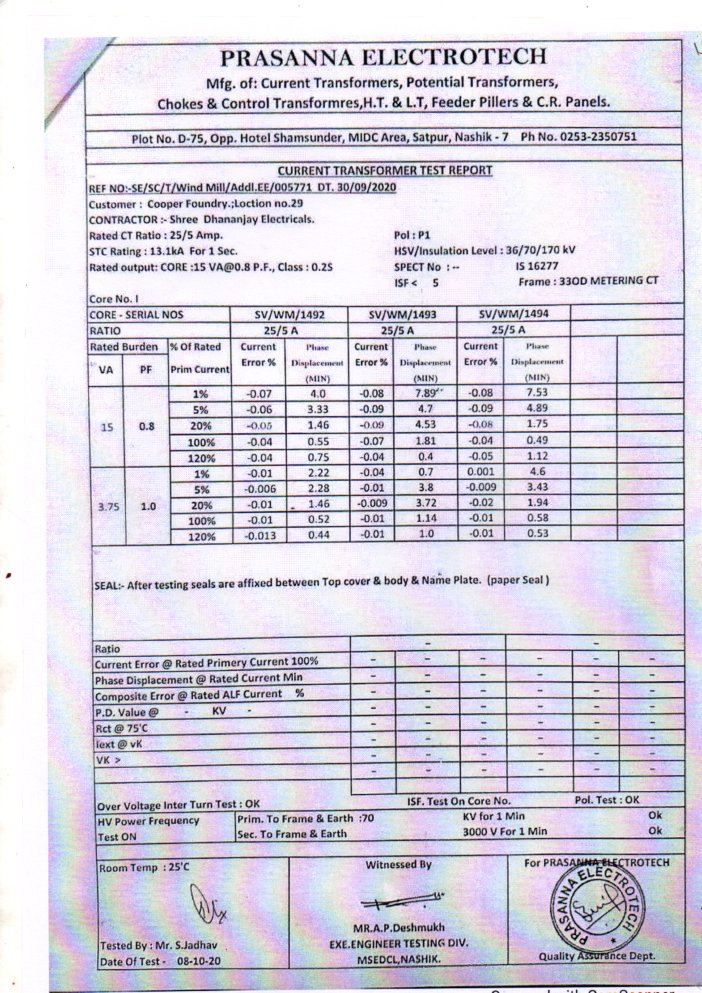 PRASANNA ELECTROTECH
Mfg. of: Current Transformers, Potential Transformers,
Chokes & Control Transformres,H.T. & L.T, Feeder Pillers & C.R. Panels.
Plot No. D-75, Opp. Hotel Shamsunder, MIDC Area, Satpur, Nashik - 7 Ph No. 0253-2350751
CURRENT TRANSFORMER TEST REPORT
REF NO:-SE/SC/T/Wind Mill/Addl.EE/005771 DT. 30/09/2020
Customer : Cooper Foundry.;Loction no.29
CONTRACTOR :- Shree Dhananjay Electricals.
Rated CT Ratio : 25/5 Amp. Pol : P1
STC Rating : 13.1kA For 1 Sec. HSV/Insulation Level : 36/70/170 kV
Rated output: CORE :15 VA@0.8 P.F., Class : 0.2S SPECT No : -- IS 16277
ISF < 5 Frame : 33OD METERING CT
Core No. I
CORE - SERIAL NOS SV/WM/1492 SV/WM/1493 SV/WM/1494
RATIO 25/5 A 25/5 A 25/5 A
Rated Burden % Of Rated Current Phase Current Phase Current Phase
VA PF Prim Current Error % Displacement Error % Displacement Error % Displacement
(MIN) (MIN) (MIN)
1% -0.07 4.0 -0.08 7.89 -0.08 7.53
5% -0.06 3.33 -0.09 4.7 -0.09 4.89
15 0.8 20% -0.05 1.46 -0.09 4.53 -0.08 1.75
100% -0.04 0.55 -0.07 1.81 -0.04 0.49
120% -0.04 0.75 -0.04 0.4 -0.05 1.12
1% -0.01 2.22 -0.04 0.7 0.001 4.6
5% -0.006 2.28 -0.01 3.8 -0.009 3.43
3.75 1.0 20% -0.01 1.46 -0.009 3.72 -0.02 1.94
100% -0.01 0.52 -0.01 1.14 -0.01 0.58
120% -0.013 0.44 -0.01 1.0 -0.01 0.53
SEAL:- After testing seals are affixed between Top cover & body & Name Plate. (paper Seal )
Ratio - -
Current Error @ Rated Primery Current 100% - - - - - -
Phase Displacement @ Rated Current Min - - - - - -
Composite Error @ Rated ALF Current % - - - - - -
P.D. Value @ - KV - - - - - - -
Rct @ 75'C - - - - - -
Iext @ vK - - - - - -
VK > - - - - - -
- - - - - -
Over Voltage Inter Turn Test : OK ISF. Test On Core No. Pol. Test : OK
HV Power Frequency Prim. To Frame & Earth :70 KV for 1 Min Ok
Test ON Sec. To Frame & Earth 3000 V For 1 Min Ok
Room Temp : 25'C Witnessed By For PRASANNA ELECTROTECH
PRASANNA ELECTROTECH
MR.A.P.Deshmukh
Tested By : Mr. S.Jadhav EXE.ENGINEER TESTING DIV.
Date Of Test - 08-10-20 MSEDCL,NASHIK. Quality Assurance Dept.